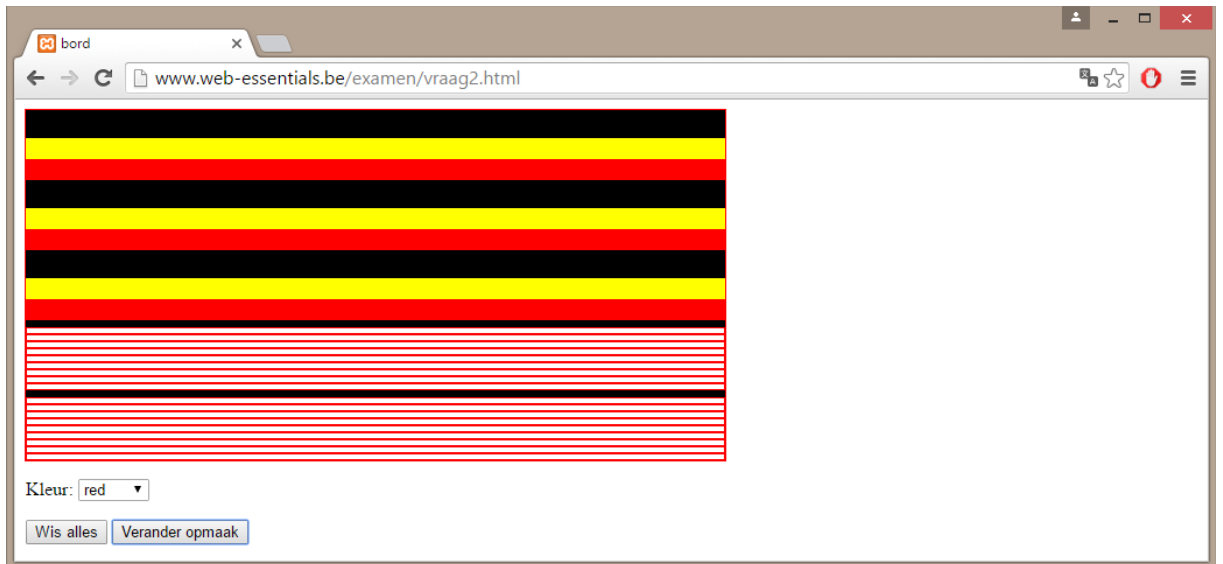 bord
www.web-essentials.be/examen/vraag2.html
Kleur: red
Wis alles Verander opmaak